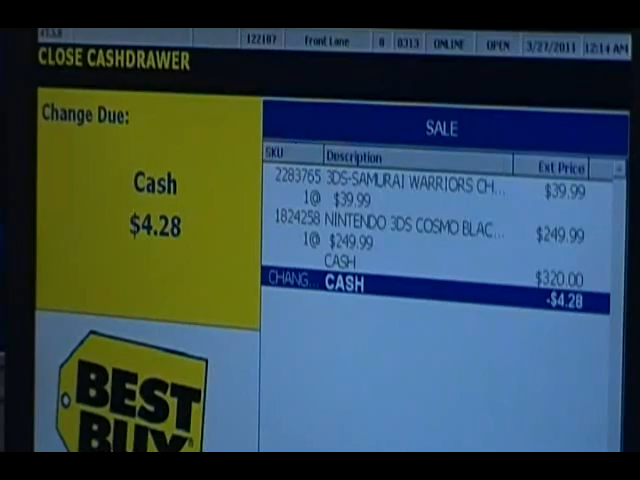 122187 Front Lane 8 0313 ONLINE OPEN 3/27/2011 12:14 AM
CLOSE CASHDRAWER
Change Due:
Cash
$4.28
SALE
SKU Description Ext Price
2283765 3DS-SAMURAI WARRIORS CH... $39.99
1@ $39.99
1824258 NINTENDO 3DS COSMO BLAC... $249.99
1@ $249.99
CASH $320.00
CHANG... CASH -$4.28
BEST
BUY